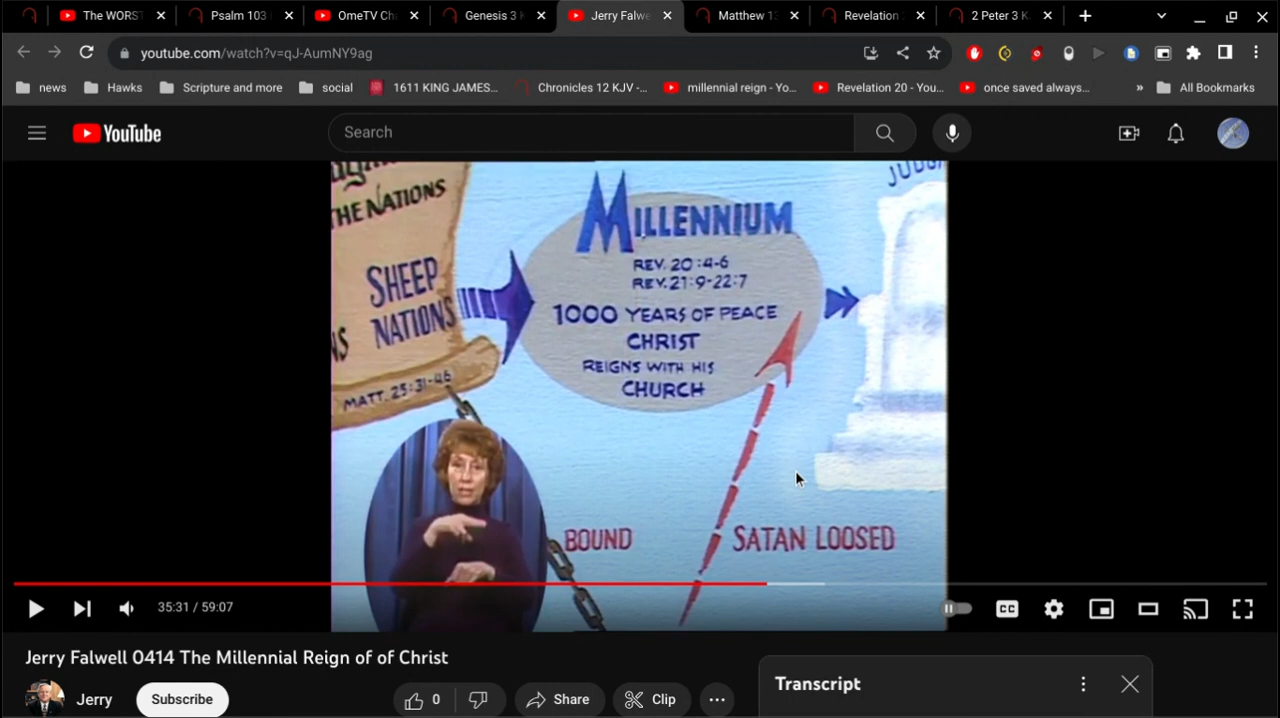 The WORS
Psalm 103
OmeTV Ch
Genesis 3 K
Jerry Falwe
Matthew 13
Revelation
2 Peter 3 K
youtube.com/watch?v=qJ-AumNY9ag
news
Hawks
Scripture and more
social
1611 KING JAMES...
Chronicles 12 KJV -...
millennial reign - Yo...
Revelation 20 - You...
once saved always...
»
All Bookmarks
YouTube
Search
THE NATIONS
SHEEP
NATIONS
MATT. 25:31-46
MILLENNIUM
REV. 20:4-6
REV. 21:9-22:7
1000 YEARS OF PEACE
CHRIST
REIGNS WITH HIS
CHURCH
BOUND
SATAN LOOSED
35:31 / 59:07
CC
Jerry Falwell 0414 The Millennial Reign of of Christ
Jerry
Subscribe
0
Share
Clip
Transcript